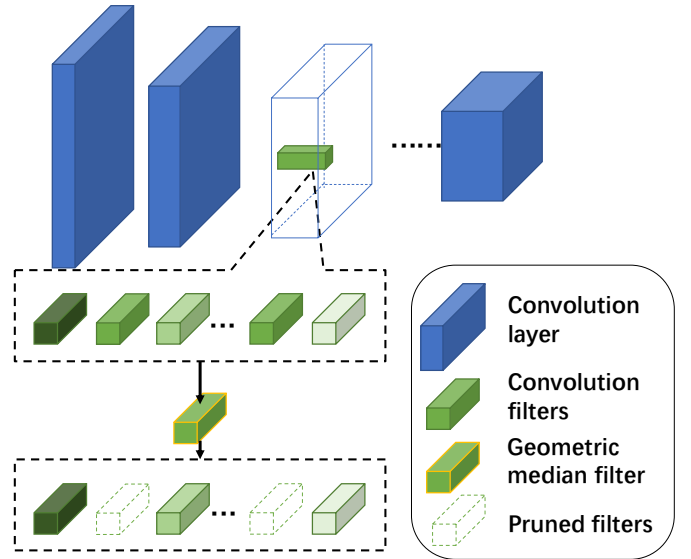 Convolution
layer
Convolution
filters
Geometric
median filter
Pruned filters